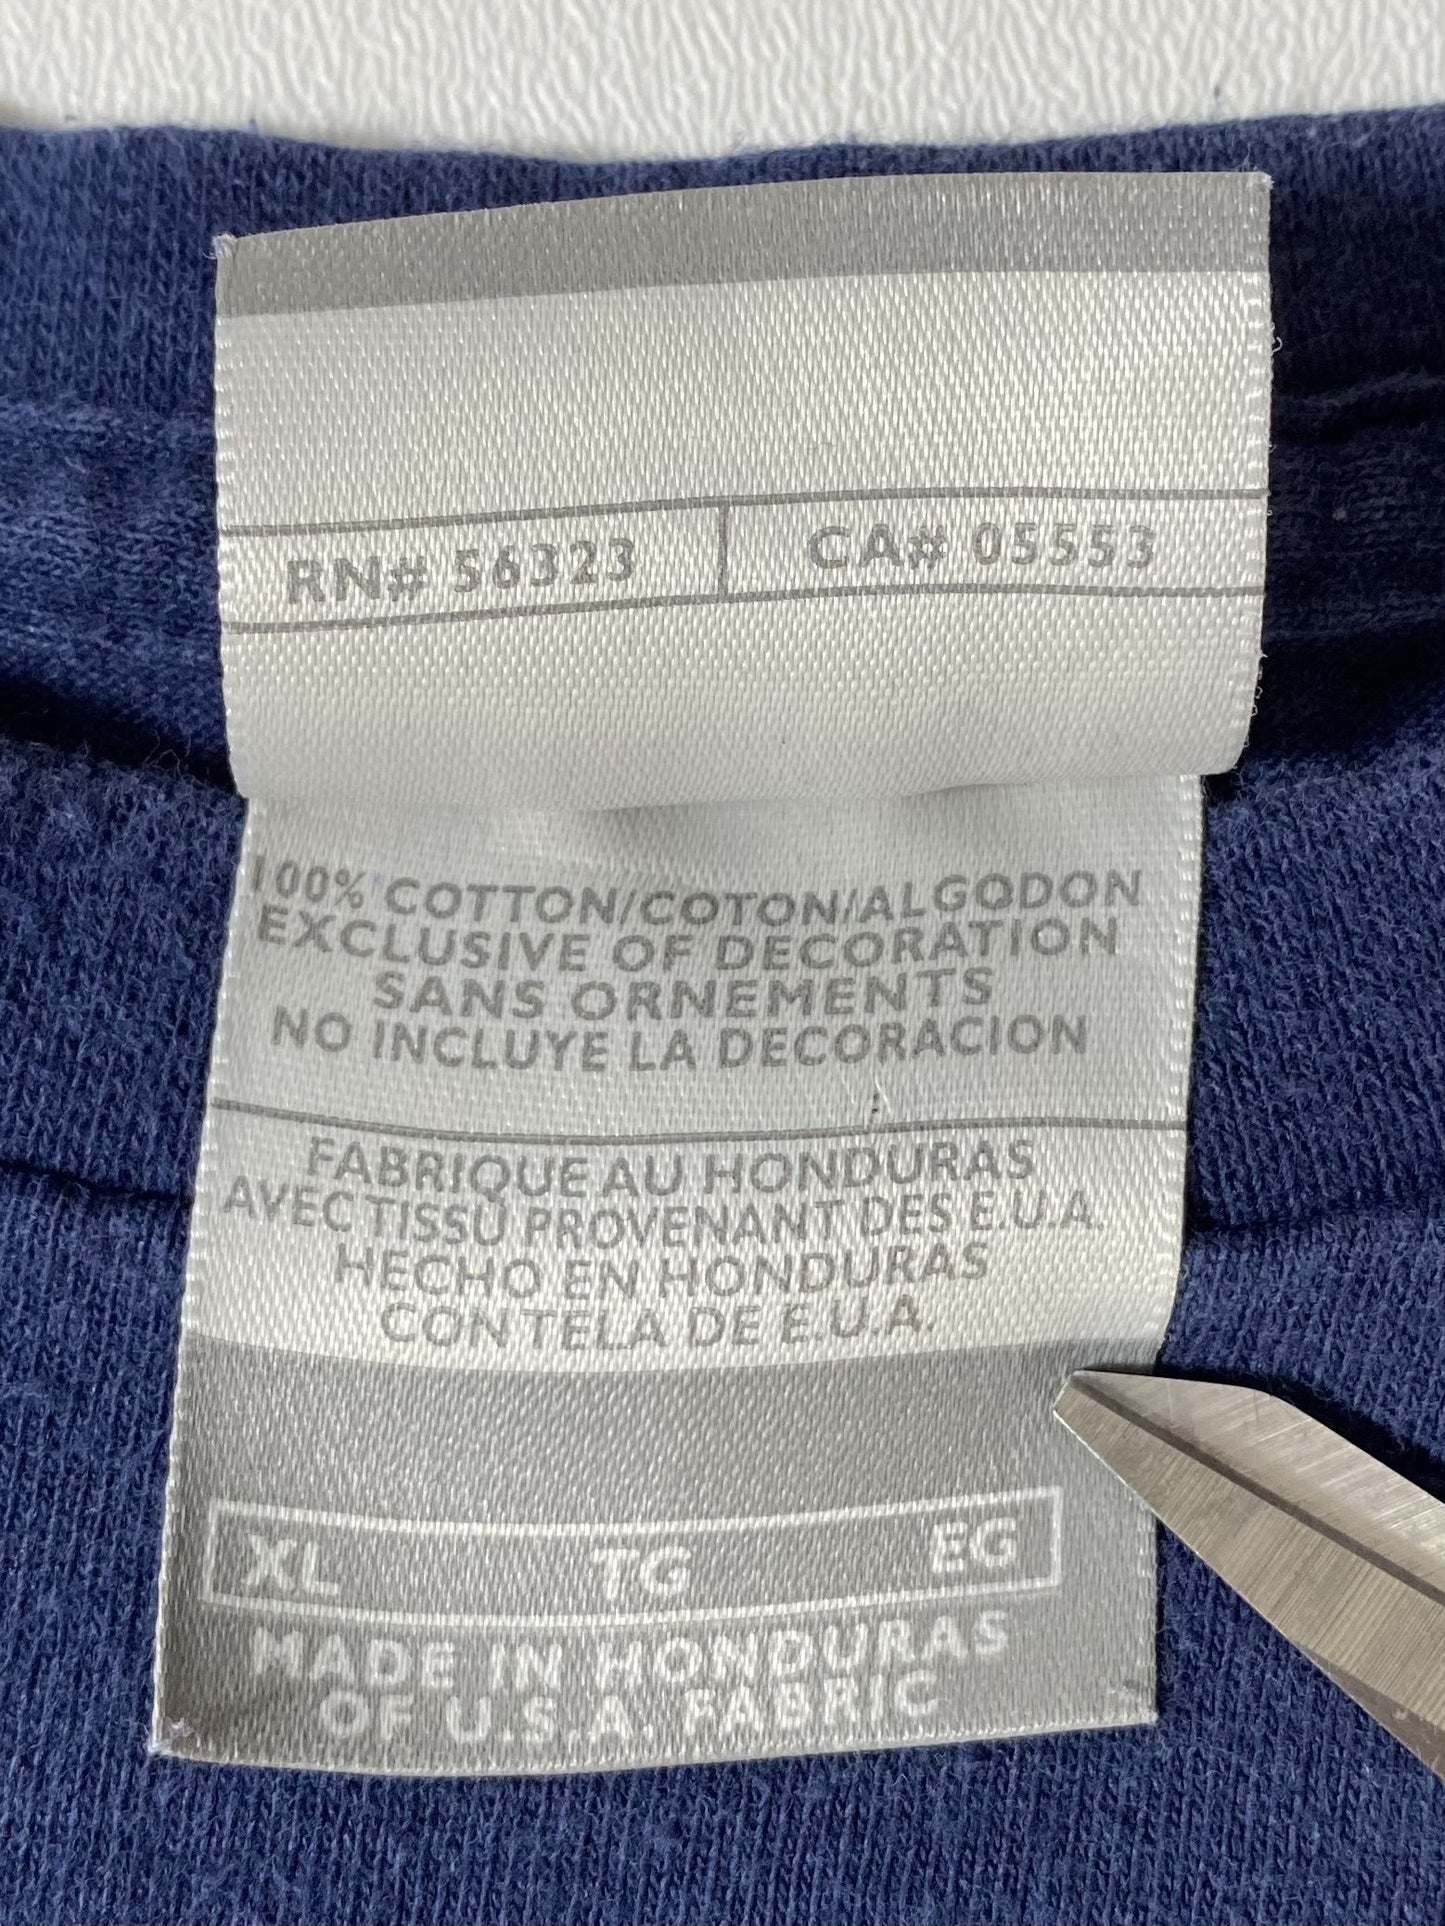 RN# 56323 CA# 05553
100% COTTON/COTON/ALGODON
EXCLUSIVE OF DECORATION
SANS ORNEMENTS
NO INCLUYE LA DECORACION
FABRIQUE AU HONDURAS
AVEC TISSU PROVENANT DES E.U.A.
HECHO EN HONDURAS
CON TELA DE E.U.A.
XL TG EG
MADE IN HONDURAS
OF U.S.A. FABRIC